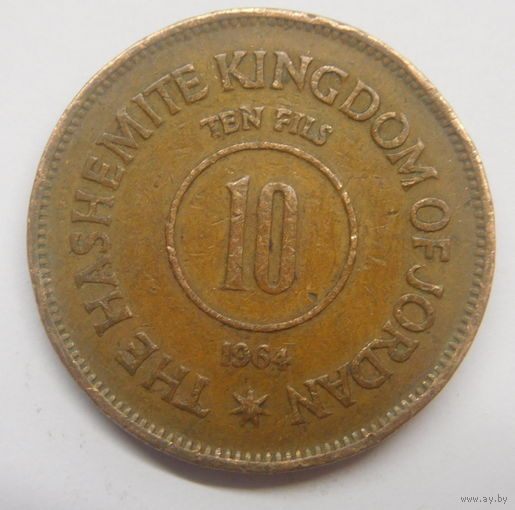 THE HASHEMITE KINGDOM OF JORDAN
TEN FILS
10
1964
www.ay.by